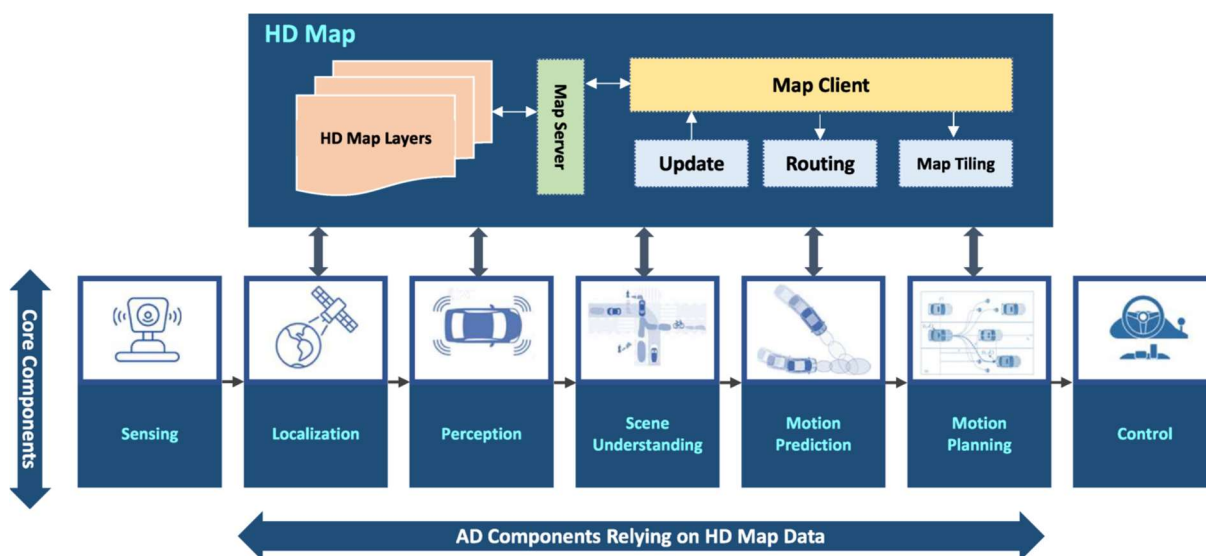 HD Map
HD Map Layers
Map Server
Map Client
Update
Routing
Map Tiling
Core Components
Sensing
Localization
Perception
Scene
Understanding
Motion
Prediction
Motion
Planning
Control
AD Components Relying on HD Map Data